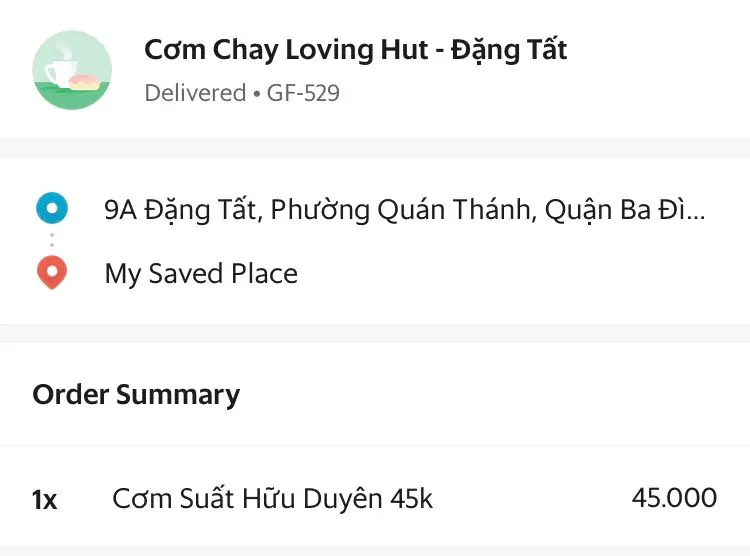 Cơm Chay Loving Hut - Đặng Tất
Delivered • GF-529
9A Đặng Tất, Phường Quán Thánh, Quận Ba Đì...
My Saved Place
Order Summary
1x Cơm Suất Hữu Duyên 45k 45.000